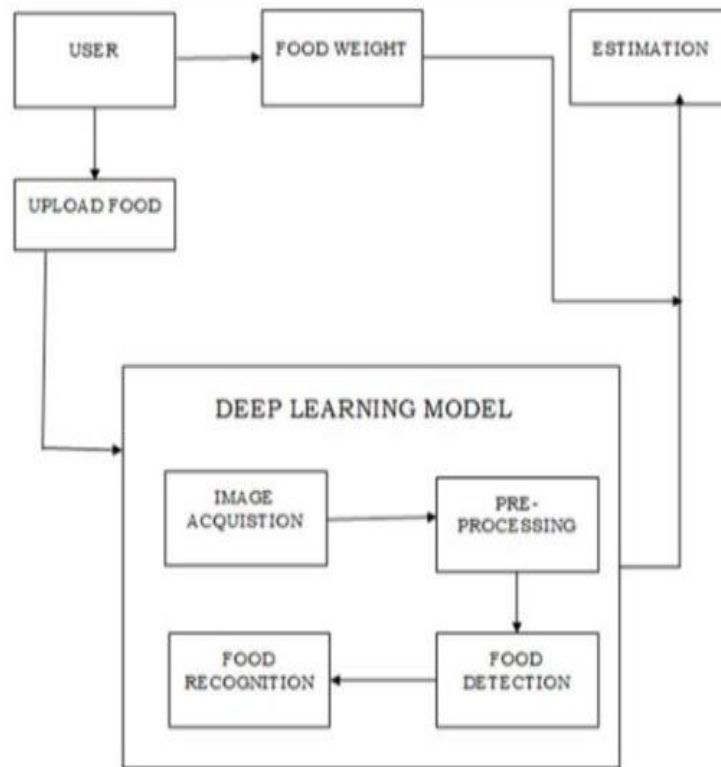 USER
FOOD WEIGHT
ESTIMATION
UPLOAD FOOD
DEEP LEARNING MODEL
IMAGE
ACQUISTION
PRE-
PROCESSING
FOOD
RECOGNITION
FOOD
DETECTION